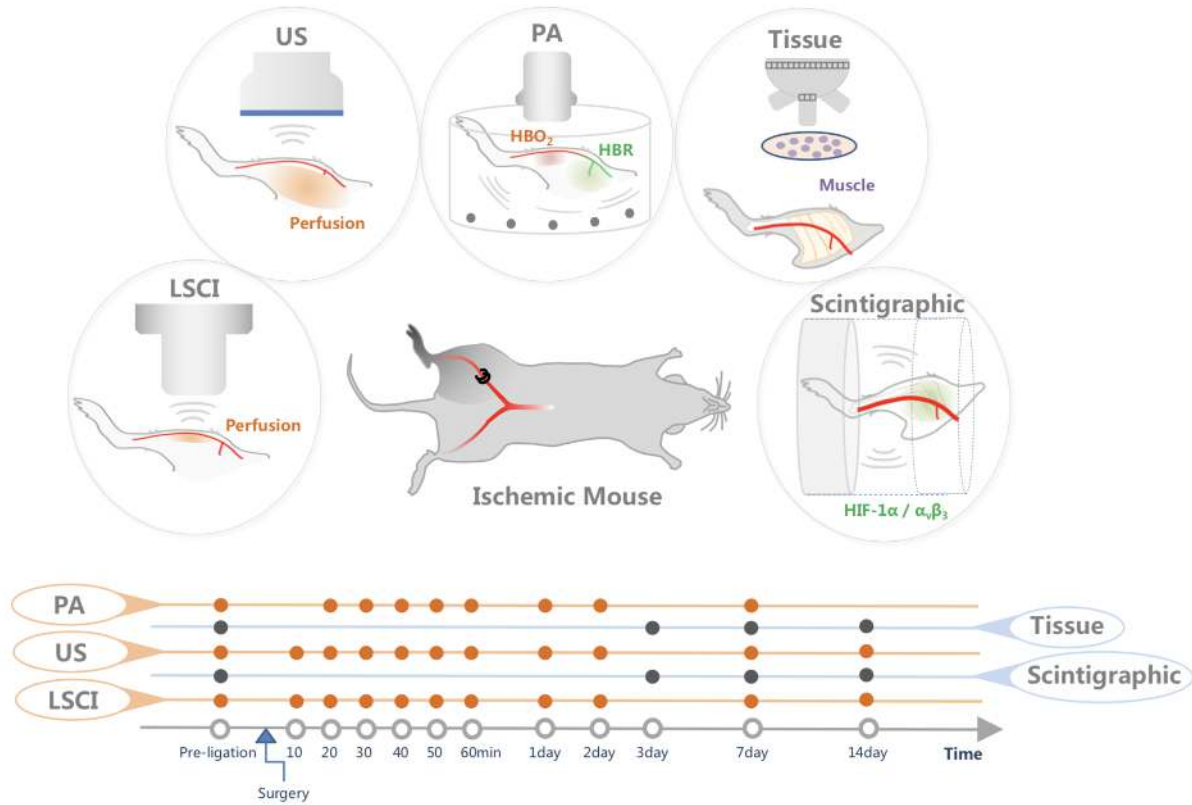 US
PA
Tissue
HBO₂
HBR
Perfusion
Muscle
LSCI
Perfusion
Scintigraphic
HIF-1α / αᵥβ₃
Ischemic Mouse
PA
Tissue
US
Scintigraphic
LSCI
Pre-ligation 10 20 30 40 50 60min 1day 2day 3day 7day 14day Time
Surgery